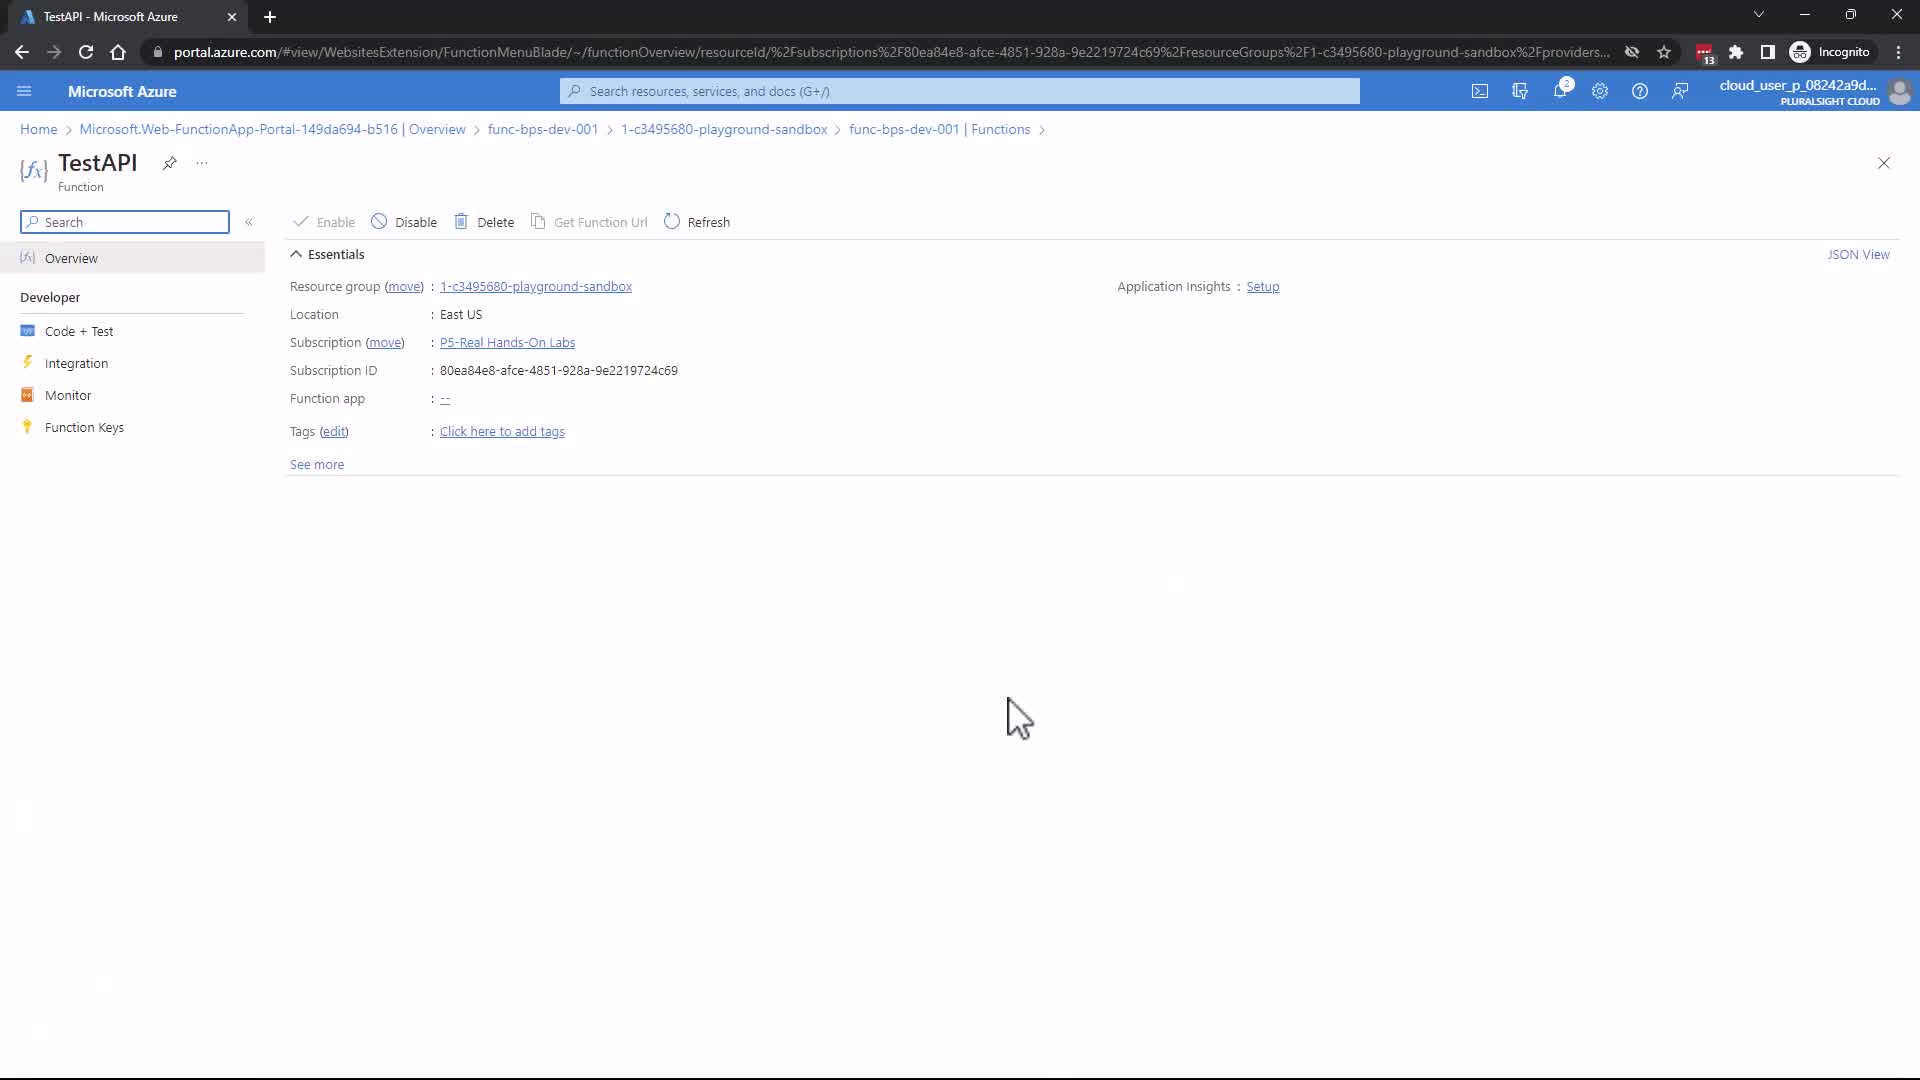 TestAPI - Microsoft Azure
portal.azure.com/#view/WebsitesExtension/FunctionMenuBlade/~/functionOverview/resourceId/%2Fsubscriptions%2F80ea84e8-afce-4851-928a-9e2219724c69%2FresourceGroups%2F1-c3495680-playground-sandbox%2Fproviders...
13
Incognito
Microsoft Azure
Search resources, services, and docs (G+/)
2
cloud_user_p_08242a9d...
PLURALSIGHT CLOUD
Home > Microsoft.Web-FunctionApp-Portal-149da694-b516 | Overview > func-bps-dev-001 > 1-c3495680-playground-sandbox > func-bps-dev-001 | Functions >
{fx} TestAPI ...
Function
Search «
Enable Disable Delete Get Function Url Refresh
Overview
Developer
Code + Test
Integration
Monitor
Function Keys
Essentials
JSON View
Resource group (move) : 1-c3495680-playground-sandbox
Application Insights : Setup
Location : East US
Subscription (move) : P5-Real Hands-On Labs
Subscription ID : 80ea84e8-afce-4851-928a-9e2219724c69
Function app : --
Tags (edit) : Click here to add tags
See more